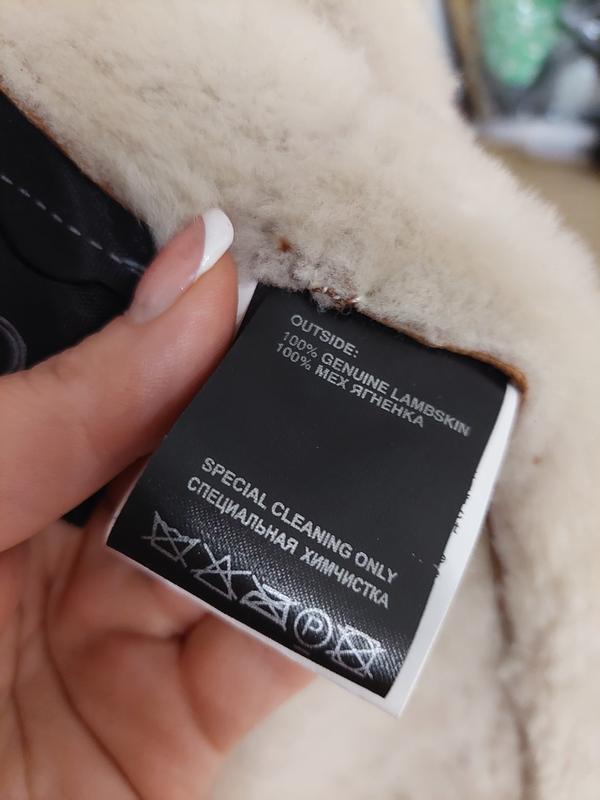 OUTSIDE:
100% GENUINE LAMBSKIN
100% МЕХ ЯГНЕНКА
SPECIAL CLEANING ONLY
СПЕЦИАЛЬНАЯ ХИМЧИСТКА
P